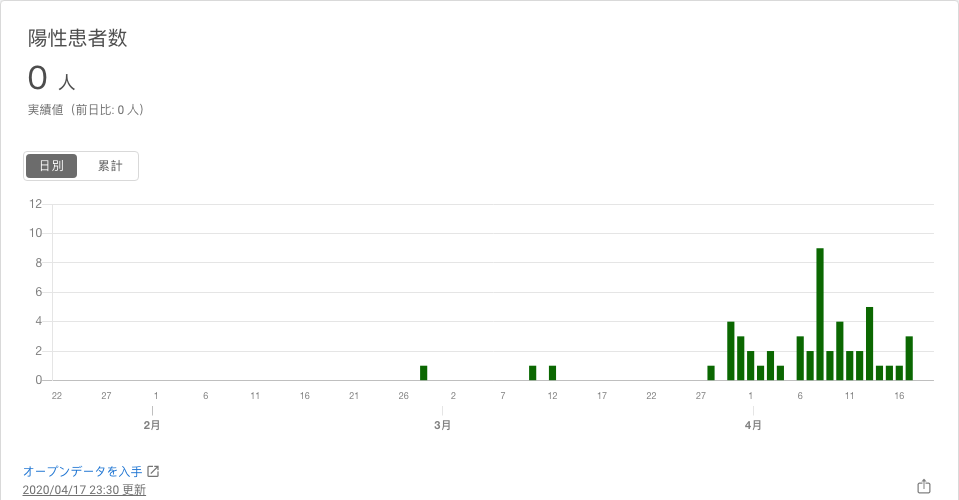 陽性患者数
0 人
実績値（前日比: 0 人）
日別 累計
12
10
8
6
4
2
0
22 27 1 6 11 16 21 26 2 7 12 17 22 27 1 6 11 16
2月 3月 4月
オープンデータを入手
2020/04/17 23:30 更新